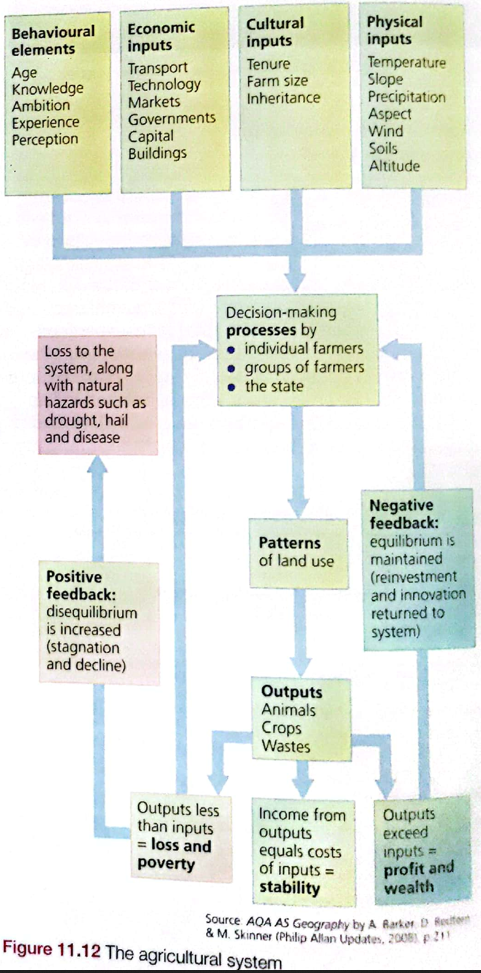 Behavioural
elements
Age
Knowledge
Ambition
Experience
Perception
Economic
inputs
Transport
Technology
Markets
Governments
Capital
Buildings
Cultural
inputs
Tenure
Farm size
Inheritance
Physical
inputs
Temperature
Slope
Precipitation
Aspect
Wind
Soils
Altitude
Decision-making
processes by
• individual farmers
• groups of farmers
• the state
Loss to the
system, along
with natural
hazards such as
drought, hail
and disease
Patterns
of land use
Negative
feedback:
equilibrium is
maintained
(reinvestment
and innovation
returned to
system)
Positive
feedback:
disequilibrium
is increased
(stagnation
and decline)
Outputs
Animals
Crops
Wastes
Outputs less
than inputs
= loss and
poverty
Income from
outputs
equals costs
of inputs =
stability
Outputs
exceed
inputs =
profit and
wealth
Source AQA AS Geography by A. Barker, D. Redfern
& M. Skinner (Philip Allan Updates, 2008), p.211
Figure 11.12 The agricultural system